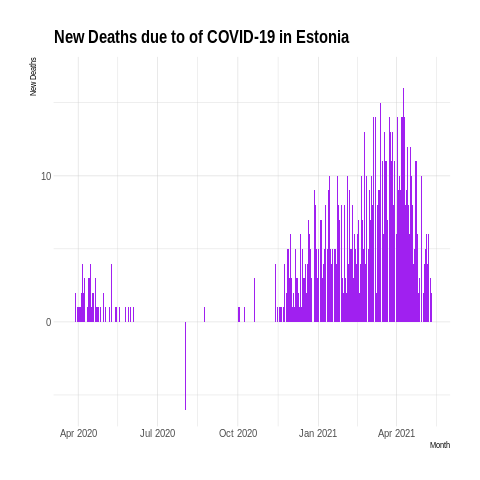 New Deaths due to of COVID-19 in Estonia
New Deaths
10
0
Apr 2020 Jul 2020 Oct 2020 Jan 2021 Apr 2021
Month